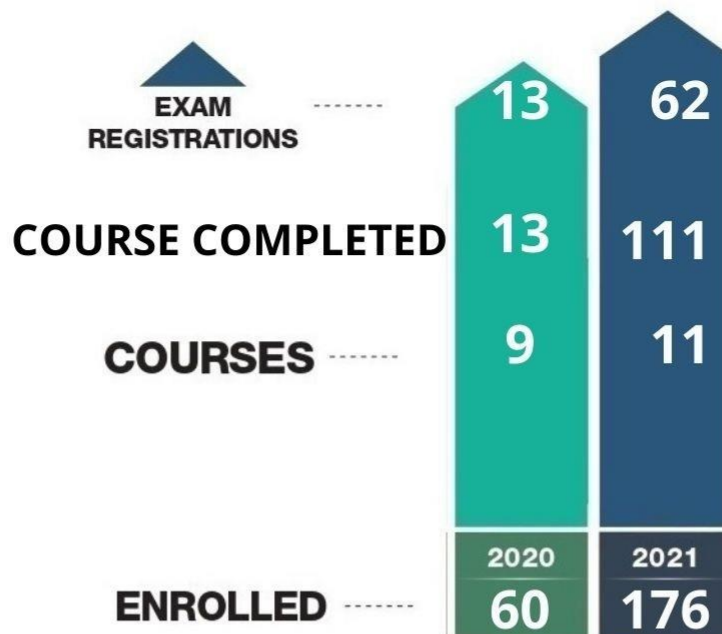 EXAM
REGISTRATIONS
13
62
COURSE COMPLETED
13
111
COURSES
9
11
2020
2021
ENROLLED
60
176